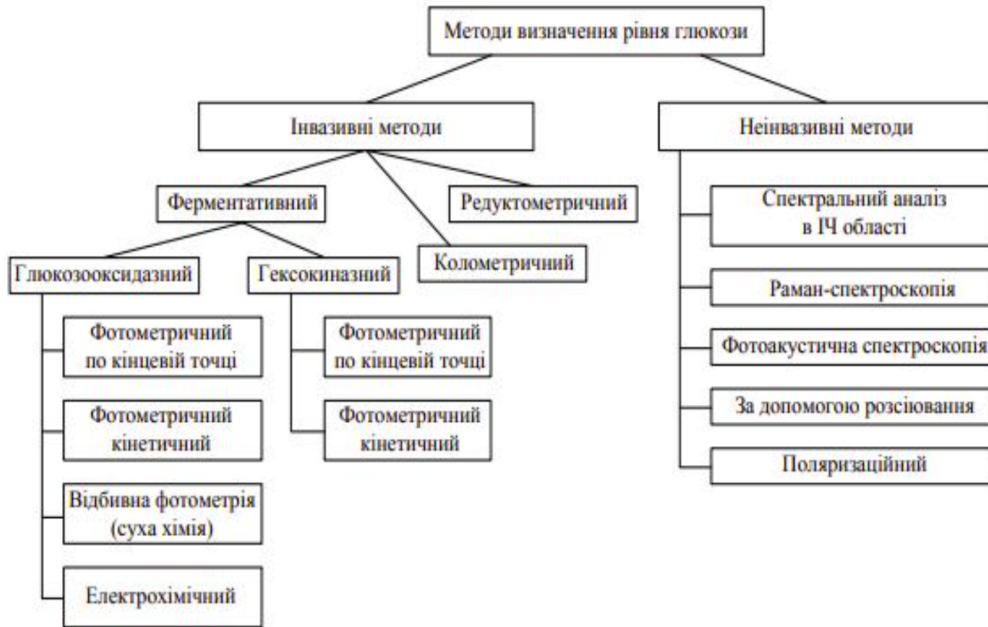 Методи визначення рівня глюкози
Інвазивні методи
Неінвазивні методи
Ферментативний
Редуктометричний
Колометричний
Глюкозооксидазний
Гексокиназний
Фотометричний
по кінцевій точці
Фотометричний
кінетичний
Відбивна фотометрія
(суха хімія)
Електрохімічний
Фотометричний
по кінцевій точці
Фотометричний
кінетичний
Спектральний аналіз
в ІЧ області
Раман-спектроскопія
Фотоакустична спектроскопія
За допомогою розсіювання
Поляризаційний